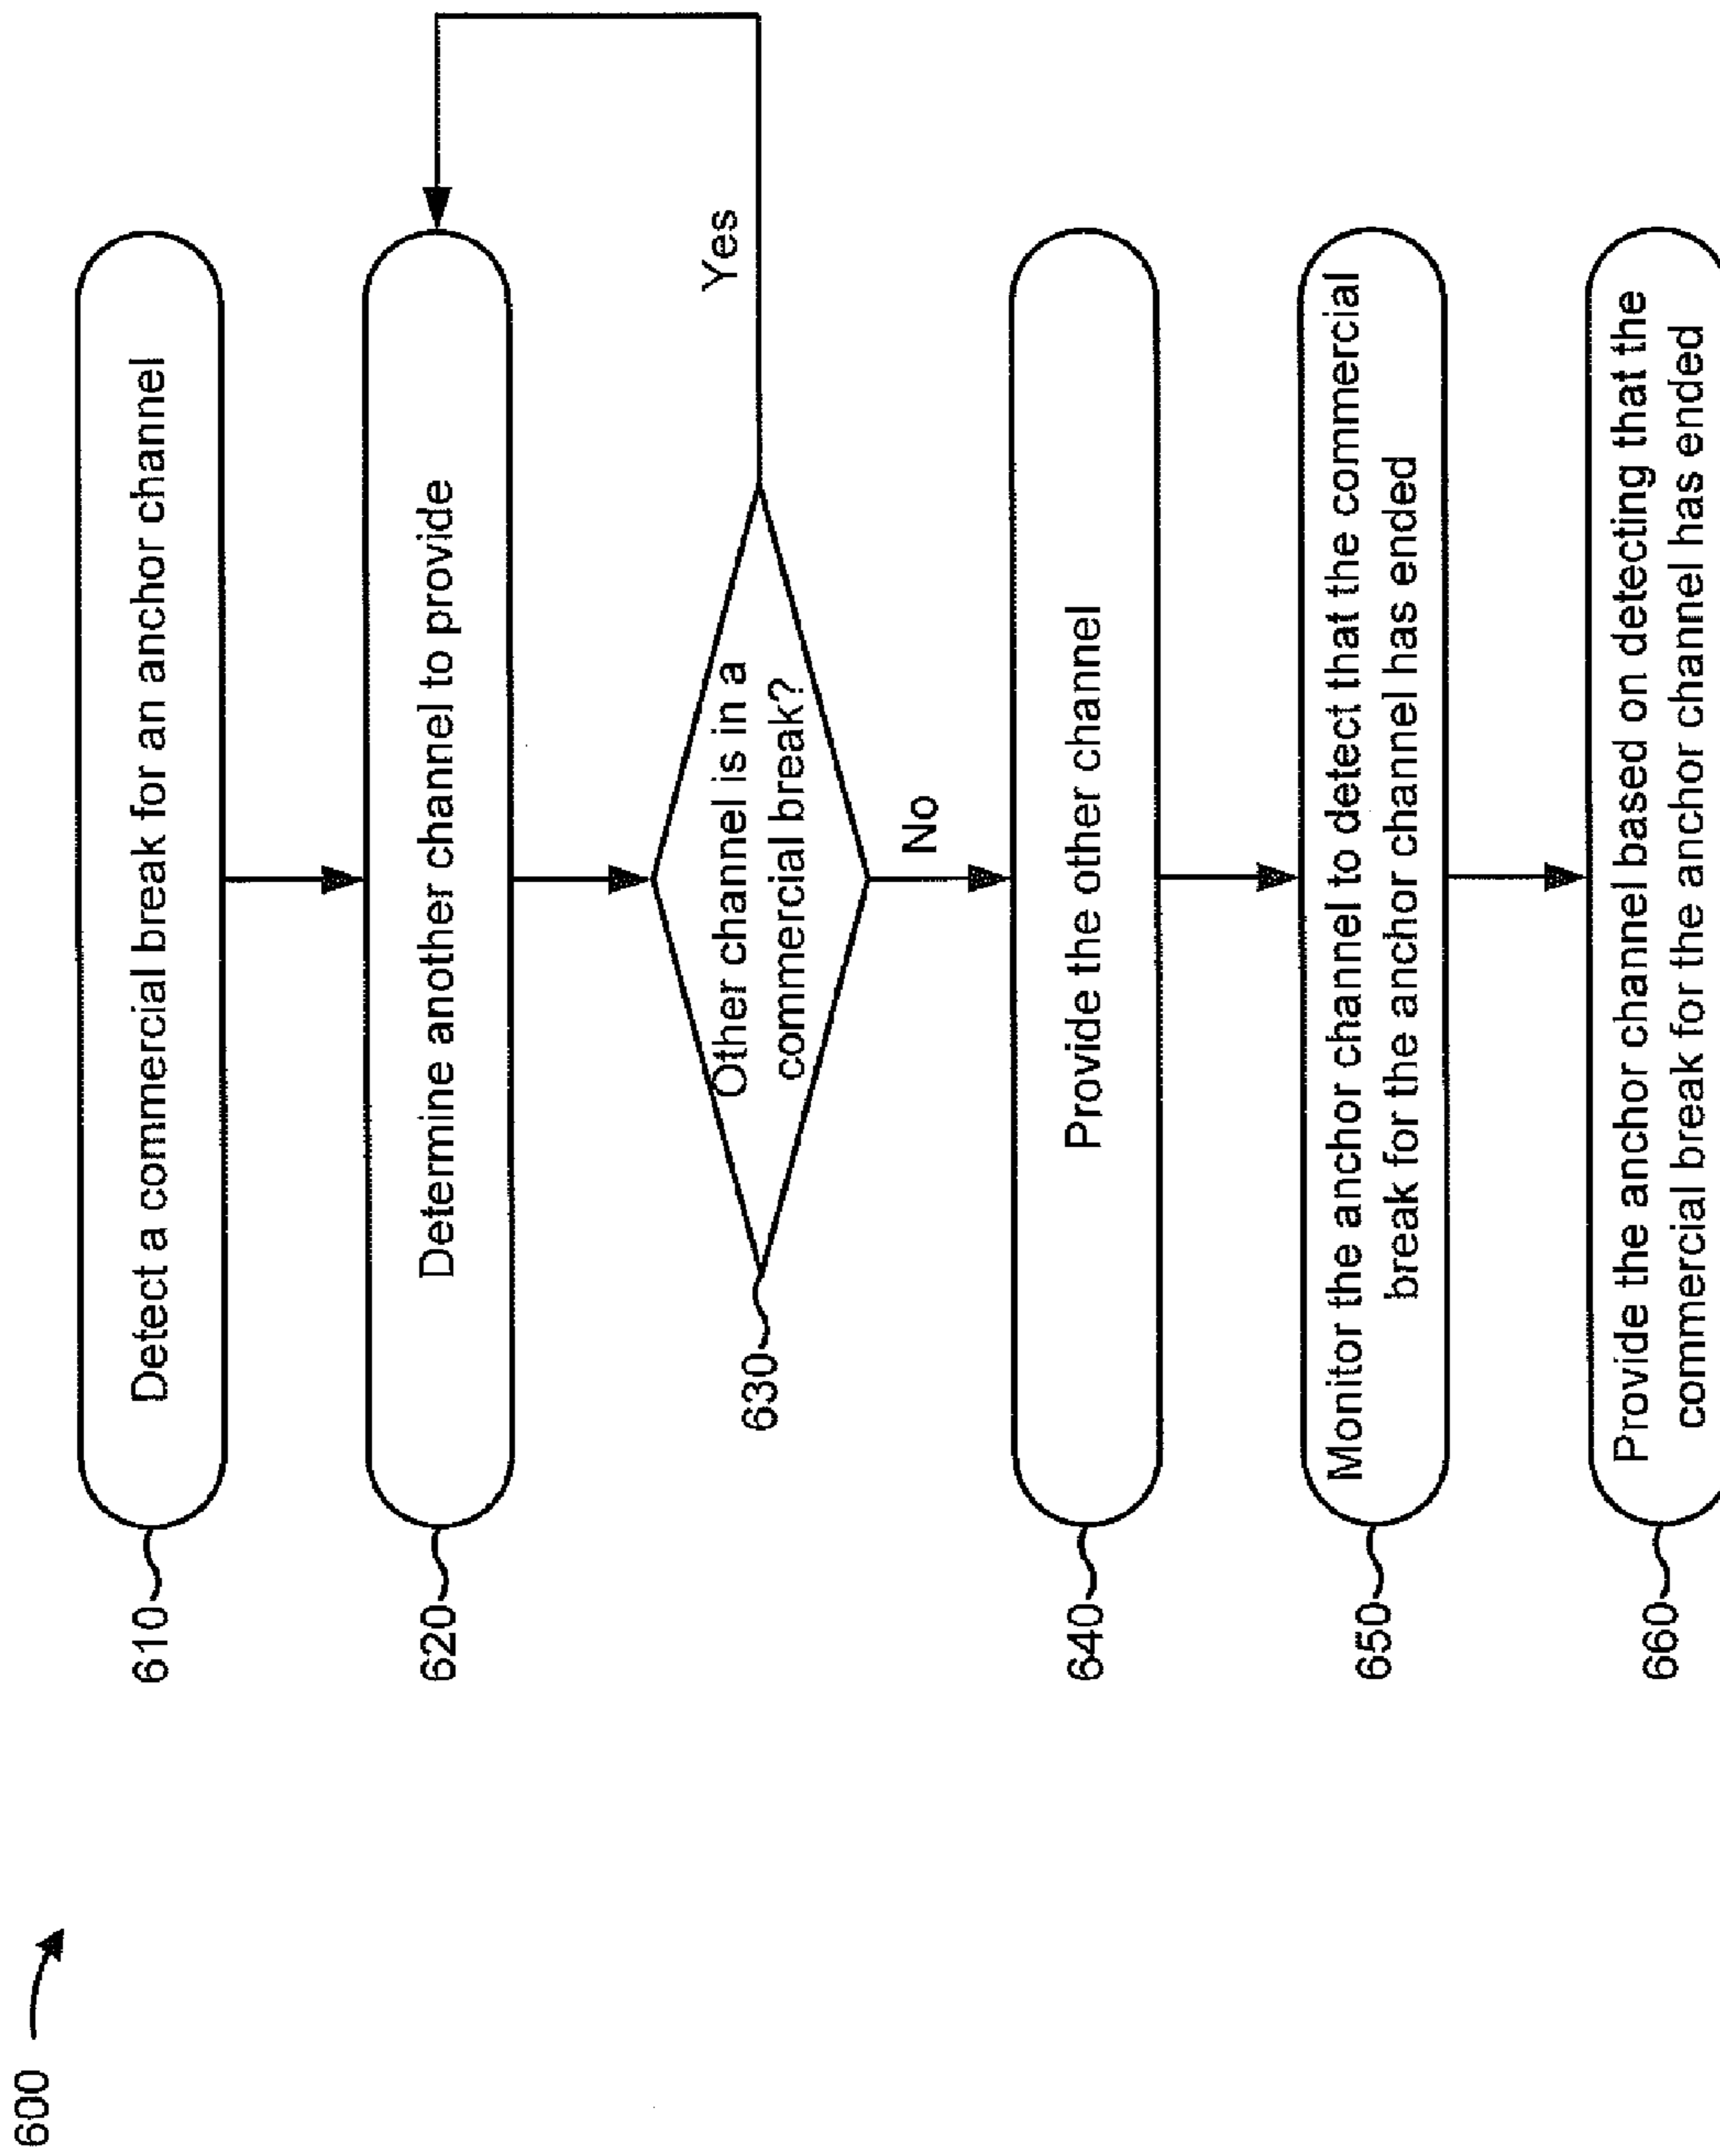 600
610
Detect a commercial break for an anchor channel
620
Determine another channel to provide
630
Other channel is in a
commercial break?
Yes
No
640
Provide the other channel
650
Monitor the anchor channel to detect that the commercial
break for the anchor channel has ended
660
Provide the anchor channel based on detecting that the
commercial break for the anchor channel has ended